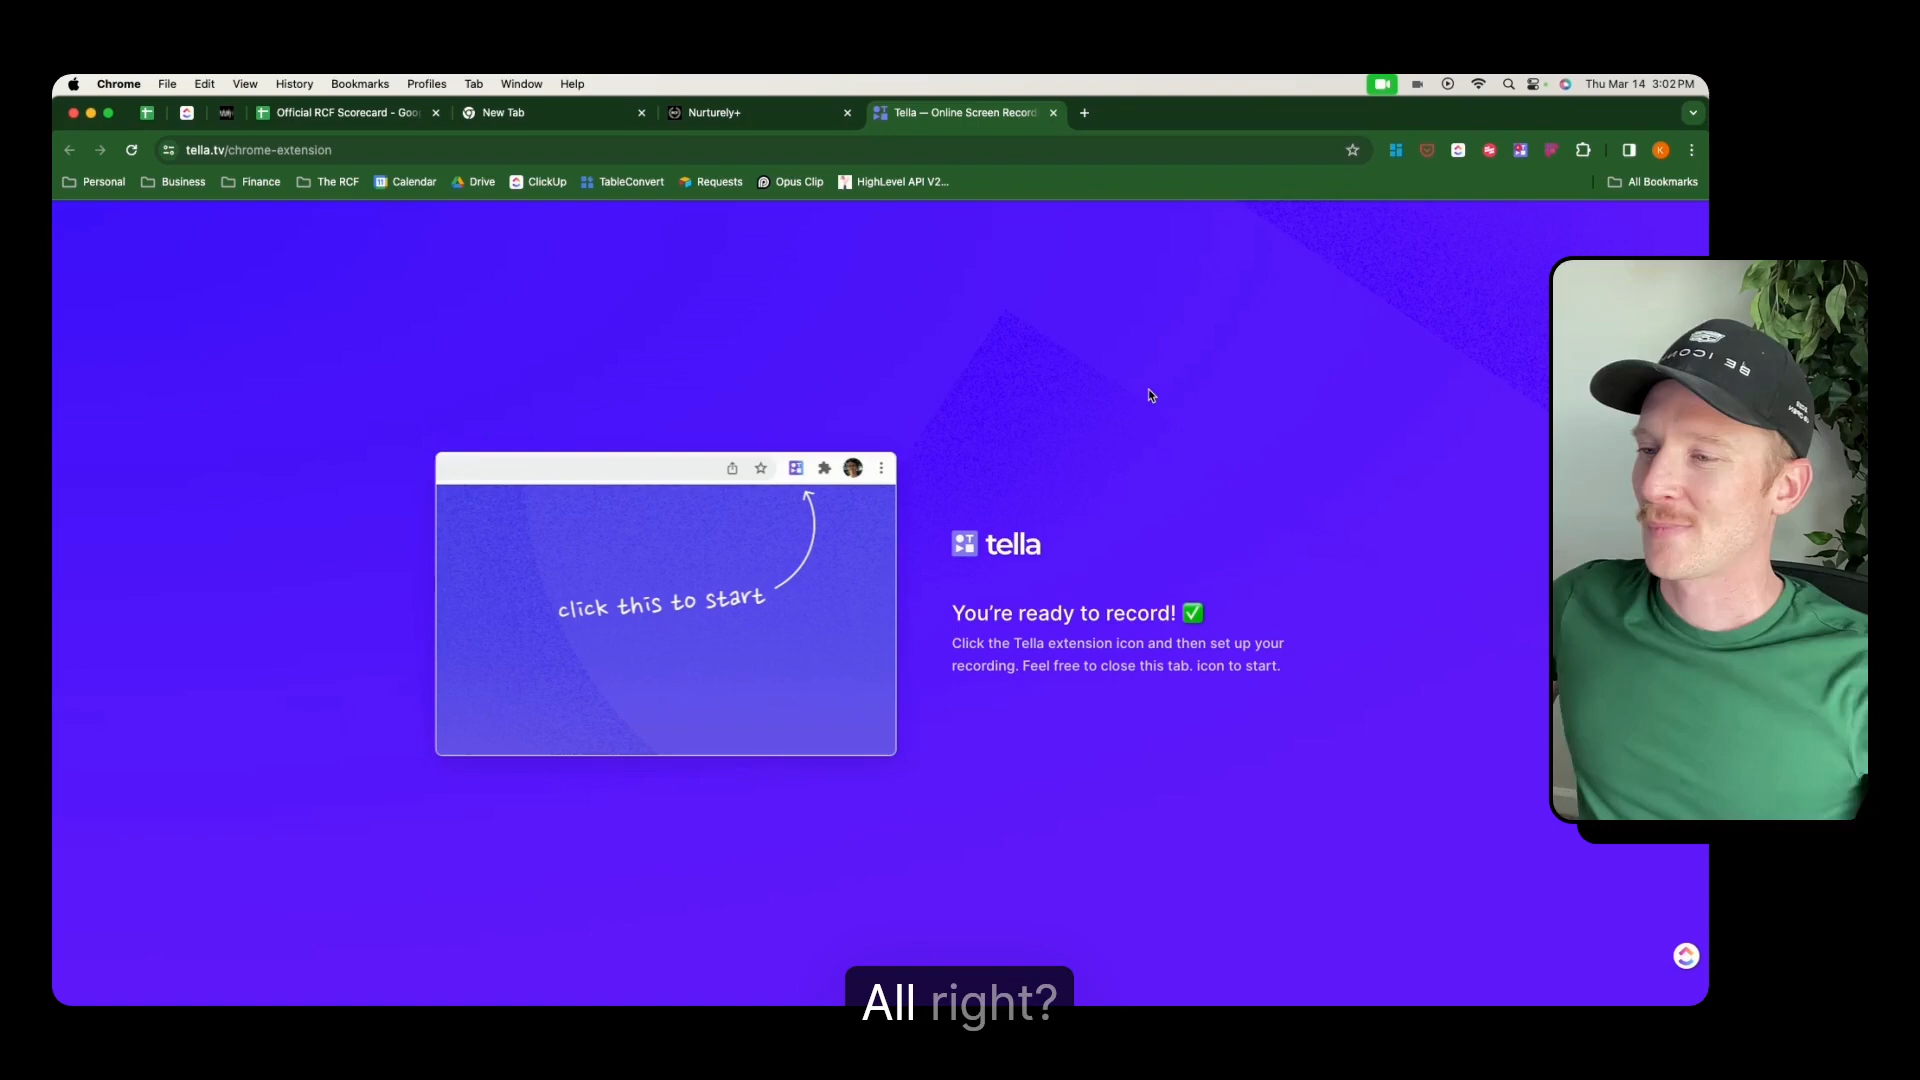 Chrome File Edit View History Bookmarks Profiles Tab Window Help Thu Mar 14 3:02 PM
Official RCF Scorecard - Goo New Tab Nurturely+ Tella — Online Screen Record
tella.tv/chrome-extension
Personal Business Finance The RCF Calendar Drive ClickUp TableConvert Requests Opus Clip HighLevel API V2... All Bookmarks
click this to start
tella
You're ready to record! ✅
Click the Tella extension icon and then set up your
recording. Feel free to close this tab. icon to start.
All right?